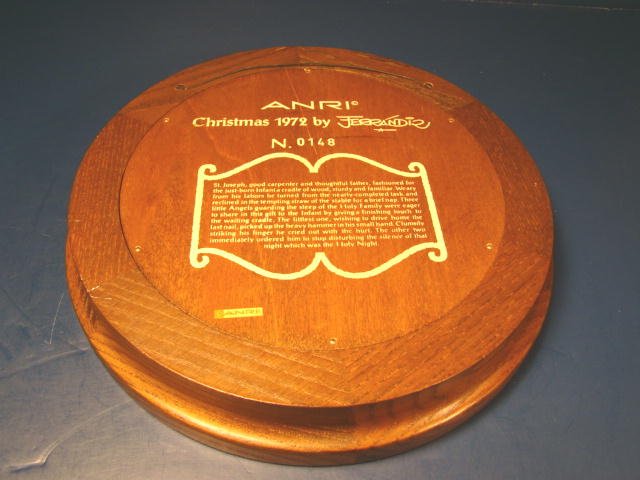 ANRI®
Christmas 1972 by FERRÁNDIZ
N. 0148
St. Joseph, good carpenter and thoughtful father, fashioned for
the just-born Infant a cradle of wood, sturdy and familiar. Weary
from his labors he turned from the nearly-completed task and
reclined in the tempting straw of the stable for a brief nap. Three
little Angels guarding the sleep of the Holy Family were eager
to share in this gift to the Infant by giving a finishing touch to
the waiting cradle. The littlest one, wishing to drive home the
last nail, picked up the heavy hammer in his small hand. Clumsily
striking his finger he cried out with the hurt. The other two
immediately ordered him to stop disturbing the silence of that
night which was the Holy Night.
ANRI